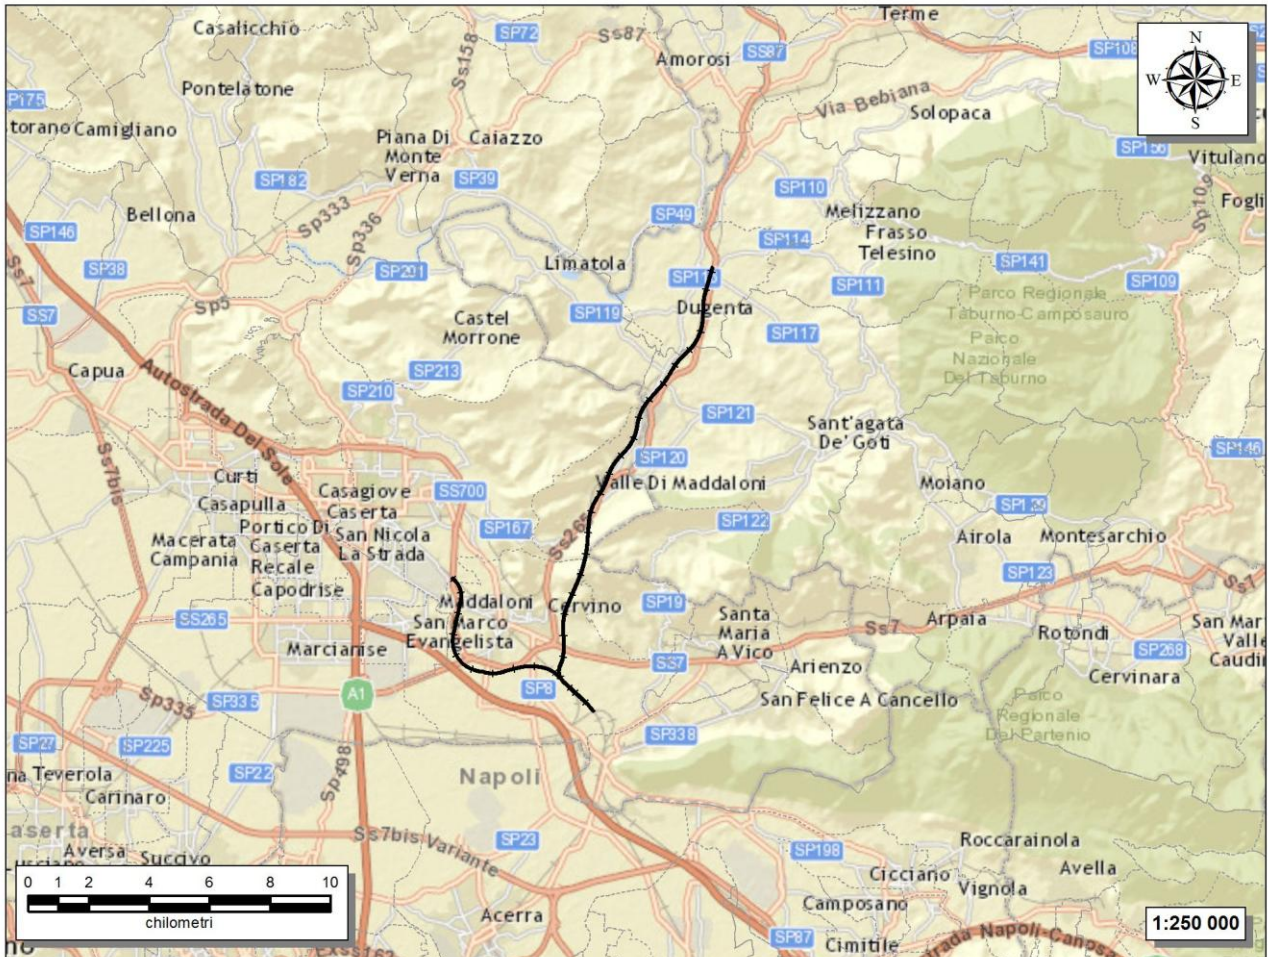 Casalicchio
SP72
Ss87
Terme
Ss158
Amorosi
SS87
SP108
N
W
E
S
Pontelatone
Via Bebiana
Solopaca
torano Camigliano
Piana Di
Monte
Verna
Caiazzo
SP156
Vitulano
SP182
SP39
SP110
Sp109
Bellona
Sp333
Sp336
SP49
Melizzano
Frasso
Telesino
SP146
SP114
Ss7
SP38
SP201
Limatola
SP141
SP109
SP111
Parco Regionale
Taburno-Camposauro
SS7
Sp5
SP119
Dugenta
Castel
Morrone
SP117
Parco
Nazionale
Del Taburno
Capua
SP213
SP210
Autostrada Del Sole
SP121
Sant'agata
De' Goti
Ss7bis
SP146
SP120
Curti
Casapulla
Casagiove
Caserta
SS700
Valle Di Maddaloni
Moiano
SP129
Portico Di
Caserta
Recale
Capodrise
San Nicola
La Strada
SP167
Ss265
SP122
Macerata
Campania
Airola
Montesarchio
SP123
Ss7
Maddaloni
Cervino
SP19
SS265
San Marco
Evangelista
Santa
Maria
A Vico
Ss7
Arpaia
Rotondi
San Mar
Valle
Caudi
Marcianise
SS7
Arienzo
SP268
Cervinara
SP8
San Felice A Cancello
Sp335
SP335
A1
Parco
Regionale
Del Partenio
SP27
SP225
SP338
na Teverola
SP22
Sp498
Napoli
Carinaro
aserta
Aversa
Succivo
Ss7bis Variante
SP23
SP198
Roccarainola
Cicciano
Avella
Vignola
0 1 2 4 6 8 10
chilometri
Acerra
Camposano
1:250 000
SP87
Cimitile
strada Napoli-Canosa